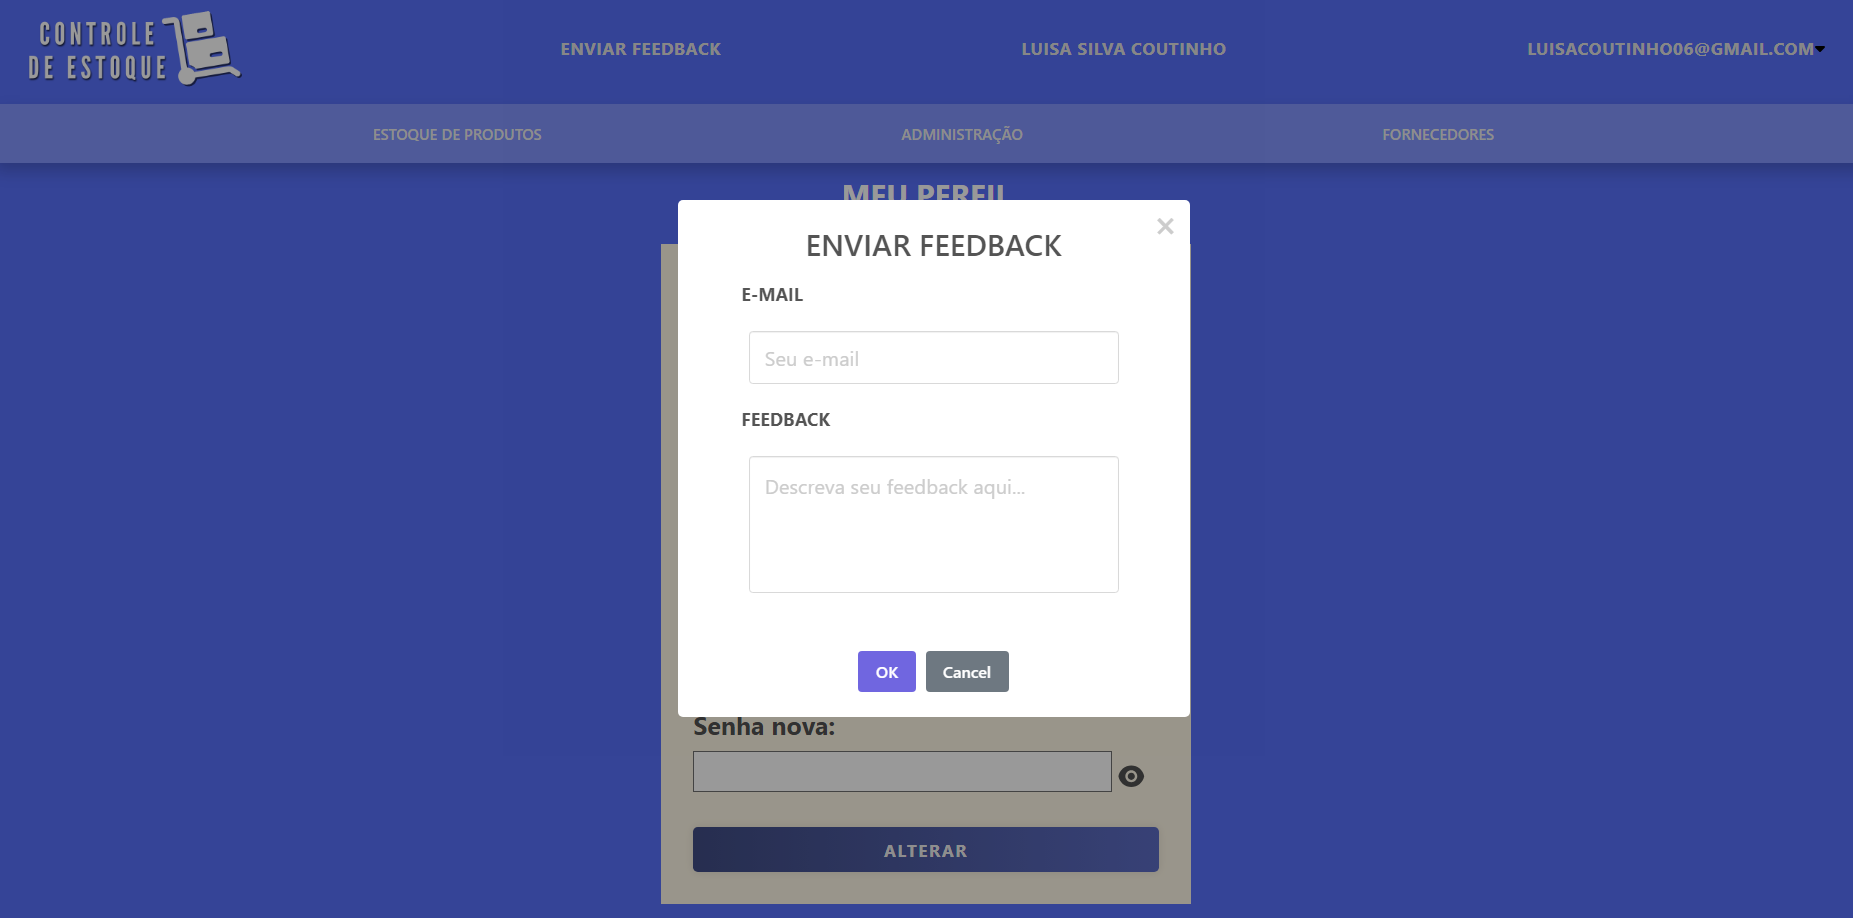 CONTROLE
DE ESTOQUE
ENVIAR FEEDBACK
LUISA SILVA COUTINHO
LUISACOUTINHO06@GMAIL.COM
ESTOQUE DE PRODUTOS
ADMINISTRAÇÃO
FORNECEDORES
MEU PERFIL
×
ENVIAR FEEDBACK
E-MAIL
Seu e-mail
FEEDBACK
Descreva seu feedback aqui...
OK
Cancel
Senha nova:
ALTERAR